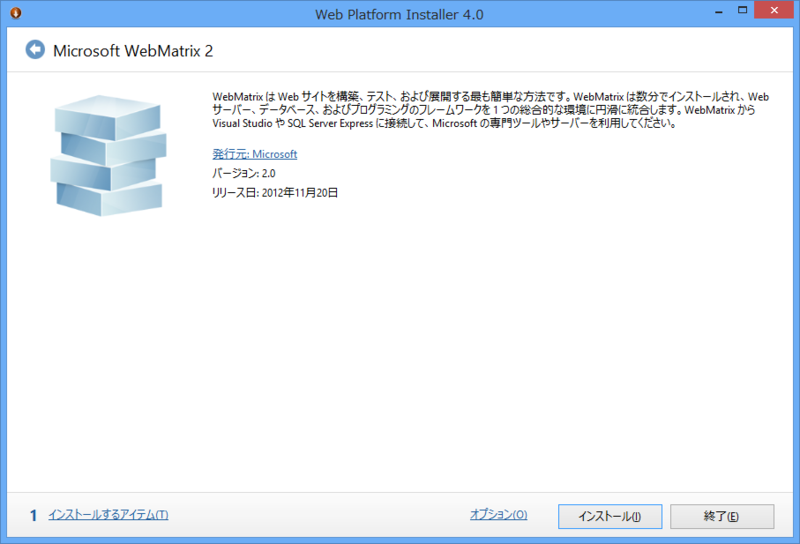 Web Platform Installer 4.0
Microsoft WebMatrix 2
WebMatrix は Web サイトを構築、テスト、および展開する最も簡単な方法です。WebMatrix は数分でインストールされ、Web
サーバー、データベース、およびプログラミングのフレームワークを 1 つの総合的な環境に円滑に統合します。WebMatrix から
Visual Studio や SQL Server Express に接続して、Microsoft の専門ツールやサーバーを利用してください。
発行元: Microsoft
バージョン: 2.0
リリース日: 2012年11月20日
1 インストールするアイテム(T)
オプション(O)
インストール(I)
終了(E)